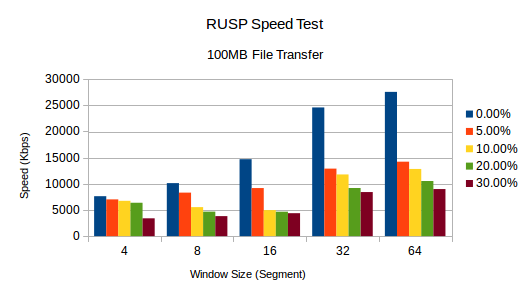 RUSP Speed Test
100MB File Transfer
Speed (Kbps)
30000
25000
20000
15000
10000
5000
0
4 8 16 32 64
Window Size (Segment)
0.00%
5.00%
10.00%
20.00%
30.00%